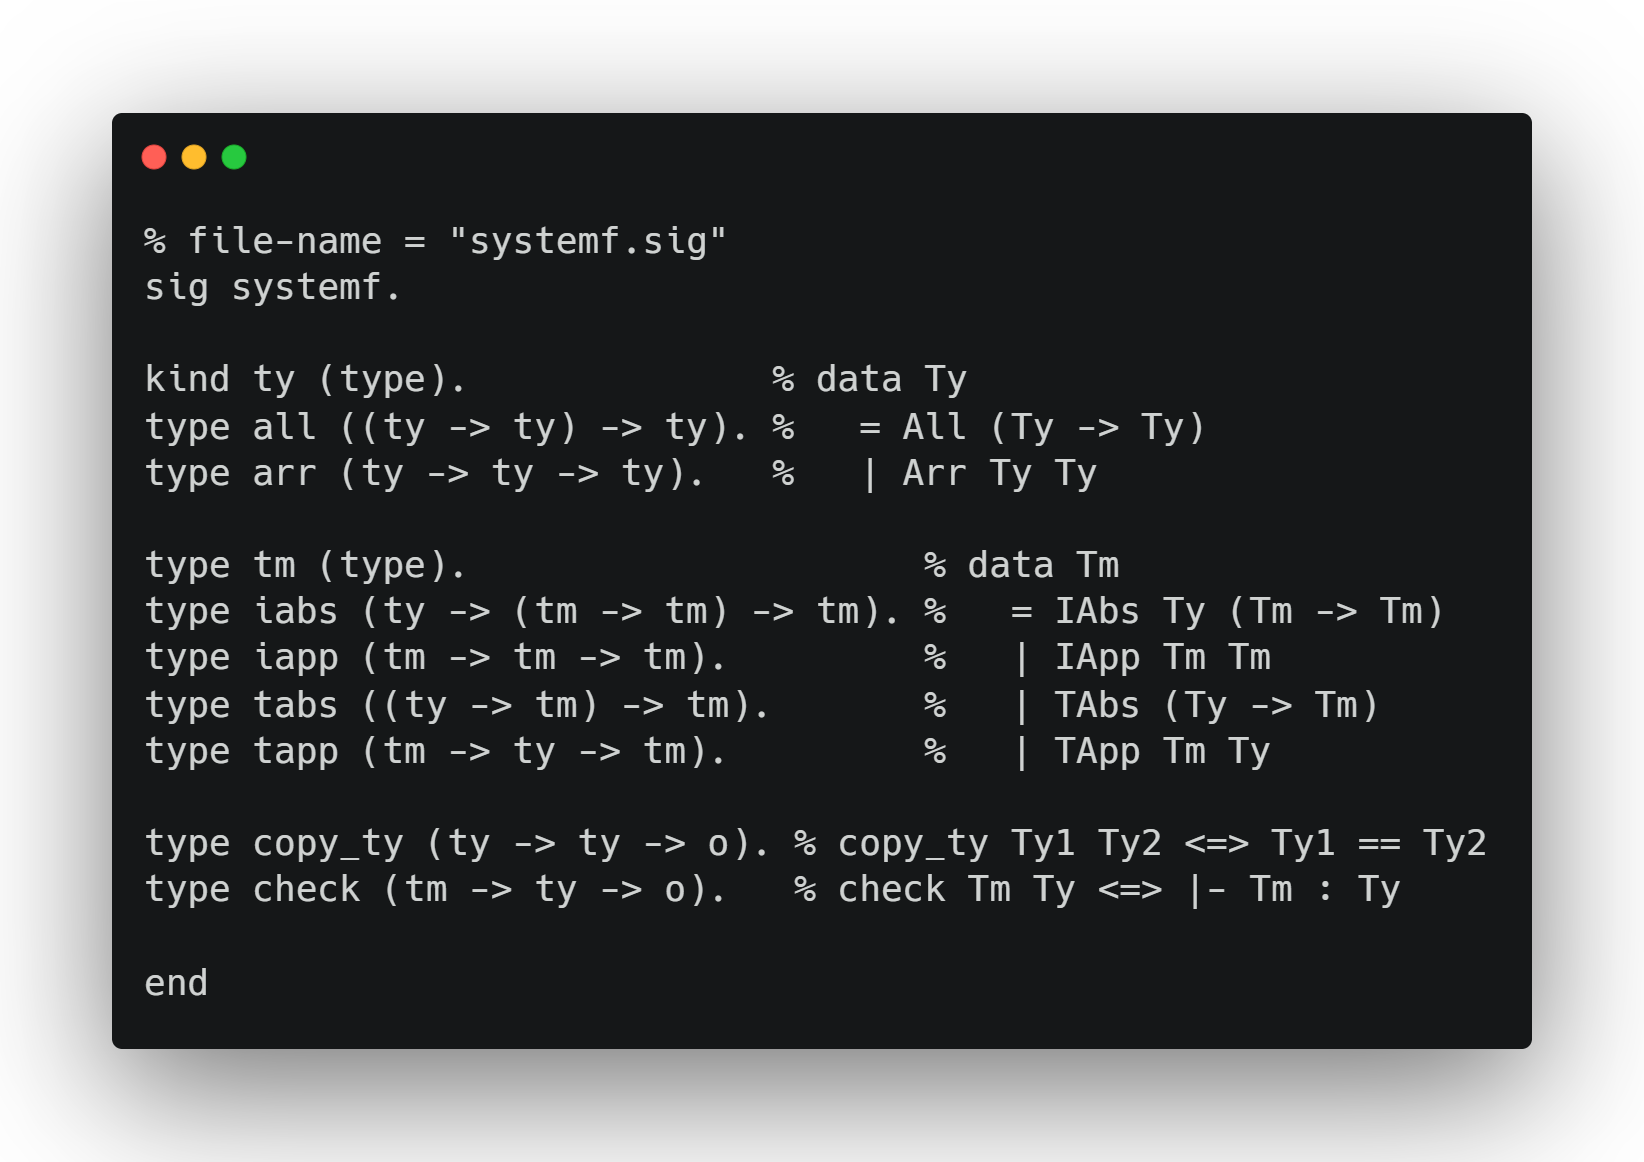 % file-name = "systemf.sig"
sig systemf.

kind ty (type).              % data Ty
type all ((ty -> ty) -> ty). %   = All (Ty -> Ty)
type arr (ty -> ty -> ty).   %   | Arr Ty Ty

type tm (type).                     % data Tm
type iabs (ty -> (tm -> tm) -> tm). %   = IAbs Ty (Tm -> Tm)
type iapp (tm -> tm -> tm).         %   | IApp Tm Tm
type tabs ((ty -> tm) -> tm).       %   | TAbs (Ty -> Tm)
type tapp (tm -> ty -> tm).         %   | TApp Tm Ty

type copy_ty (ty -> ty -> o). % copy_ty Ty1 Ty2 <=> Ty1 == Ty2
type check (tm -> ty -> o).   % check Tm Ty <=> |- Tm : Ty

end